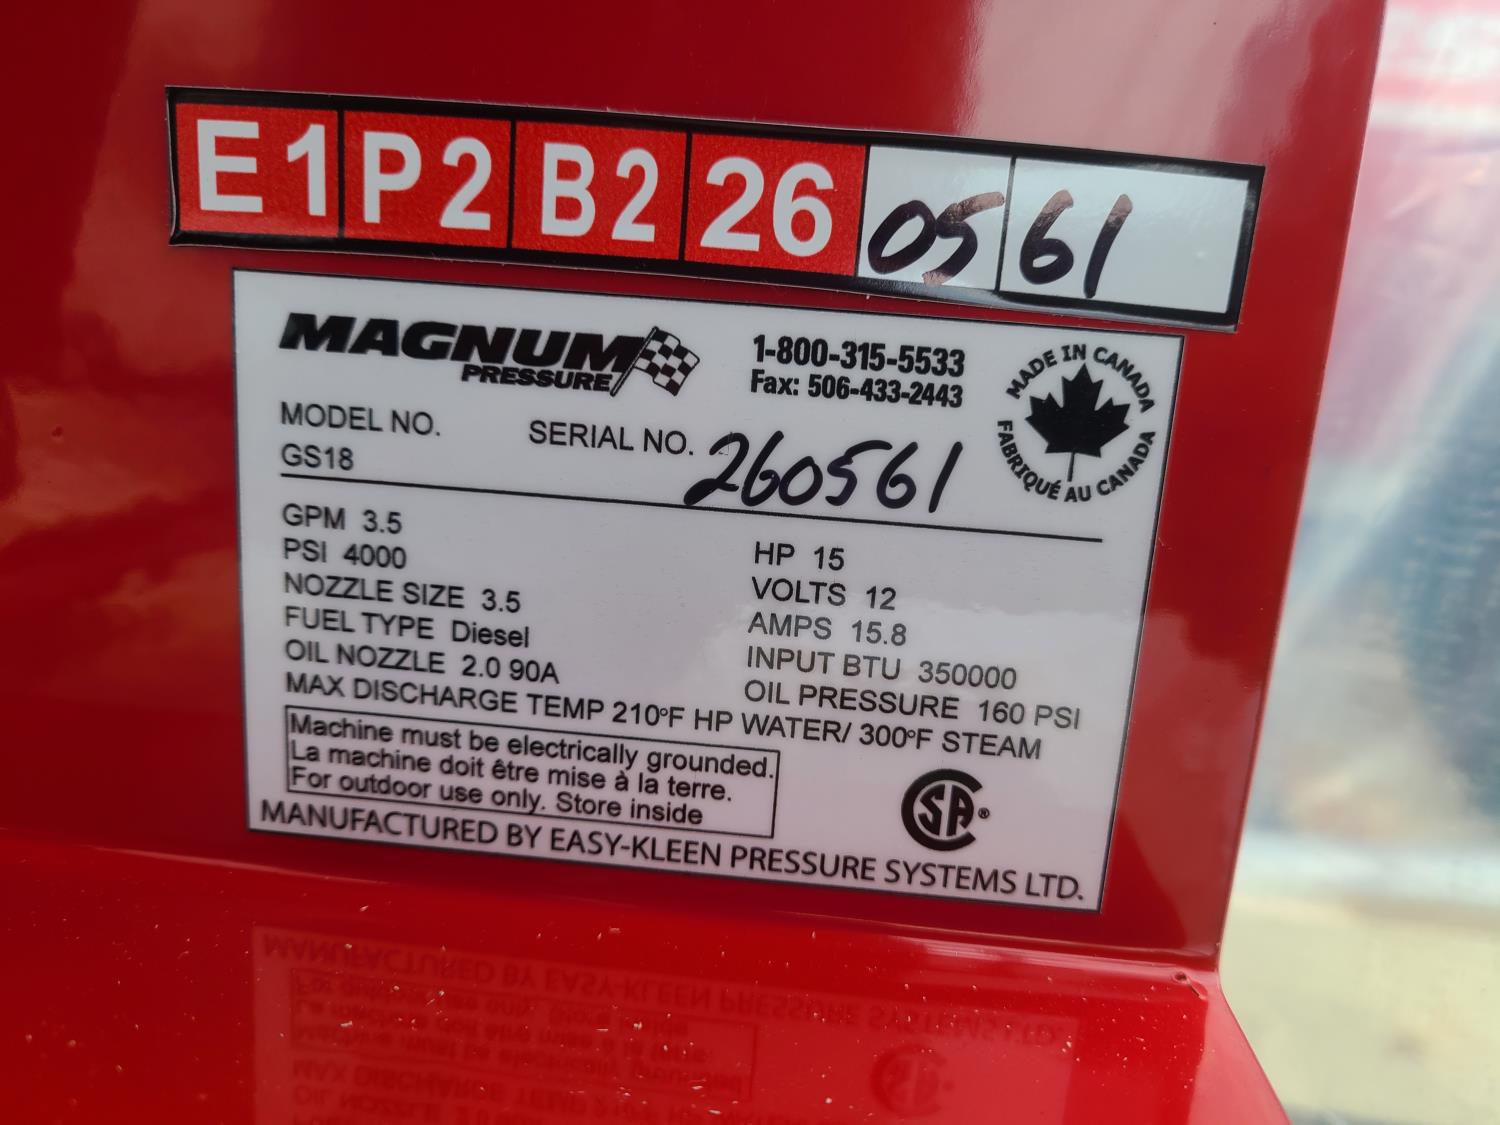 E1 P2 B2 26 05 61
MAGNUM
PRESSURE
1-800-315-5533
Fax: 506-433-2443
MADE IN CANADA
FABRIQUÉ AU CANADA
MODEL NO.
GS18
SERIAL NO. 260561
GPM 3.5
PSI 4000
NOZZLE SIZE 3.5
FUEL TYPE Diesel
OIL NOZZLE 2.0 90A
HP 15
VOLTS 12
AMPS 15.8
INPUT BTU 350000
OIL PRESSURE 160 PSI
MAX DISCHARGE TEMP 210°F HP WATER/ 300°F STEAM
Machine must be electrically grounded.
La machine doit être mise à la terre.
For outdoor use only. Store inside
CSA®
MANUFACTURED BY EASY-KLEEN PRESSURE SYSTEMS LTD.